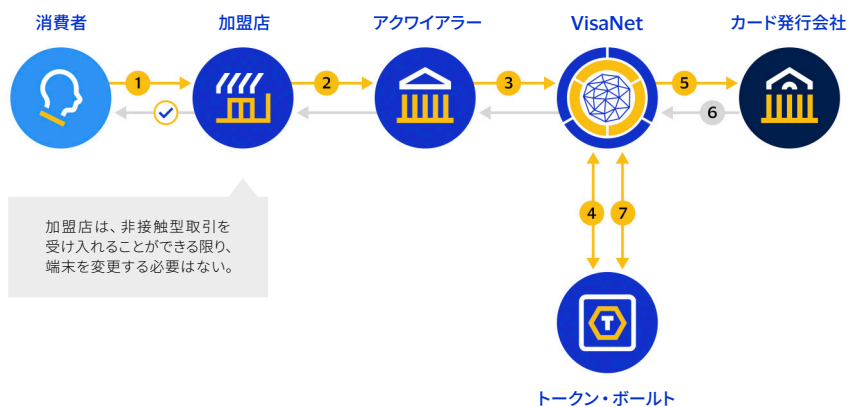 消費者
加盟店
アクワイアラー
VisaNet
カード発行会社
1
2
3
5
6
4
7
T
加盟店は、非接触型取引を
受け入れることができる限り、
端末を変更する必要はない。
トークン・ボールト